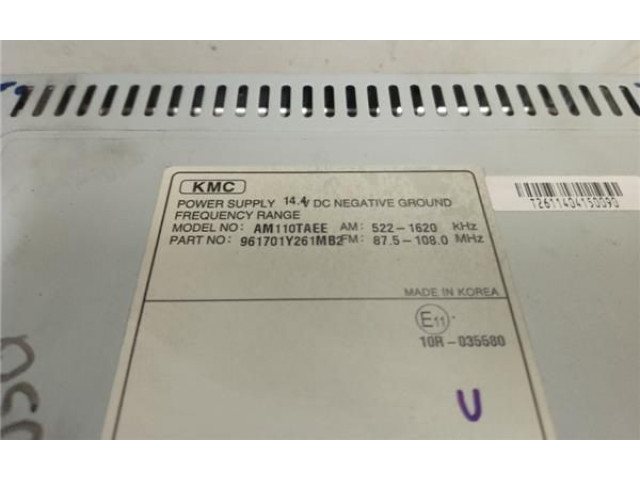 KMC
POWER SUPPLY 14.4V DC NEGATIVE GROUND
FREQUENCY RANGE
MODEL NO: AM110TAEE AM: 522-1620 KHz
PART NO: 961701Y261MB2 FM: 87.5-108.0 MHz
MADE IN KOREA
E11
10R-035580
U
T2611404150090